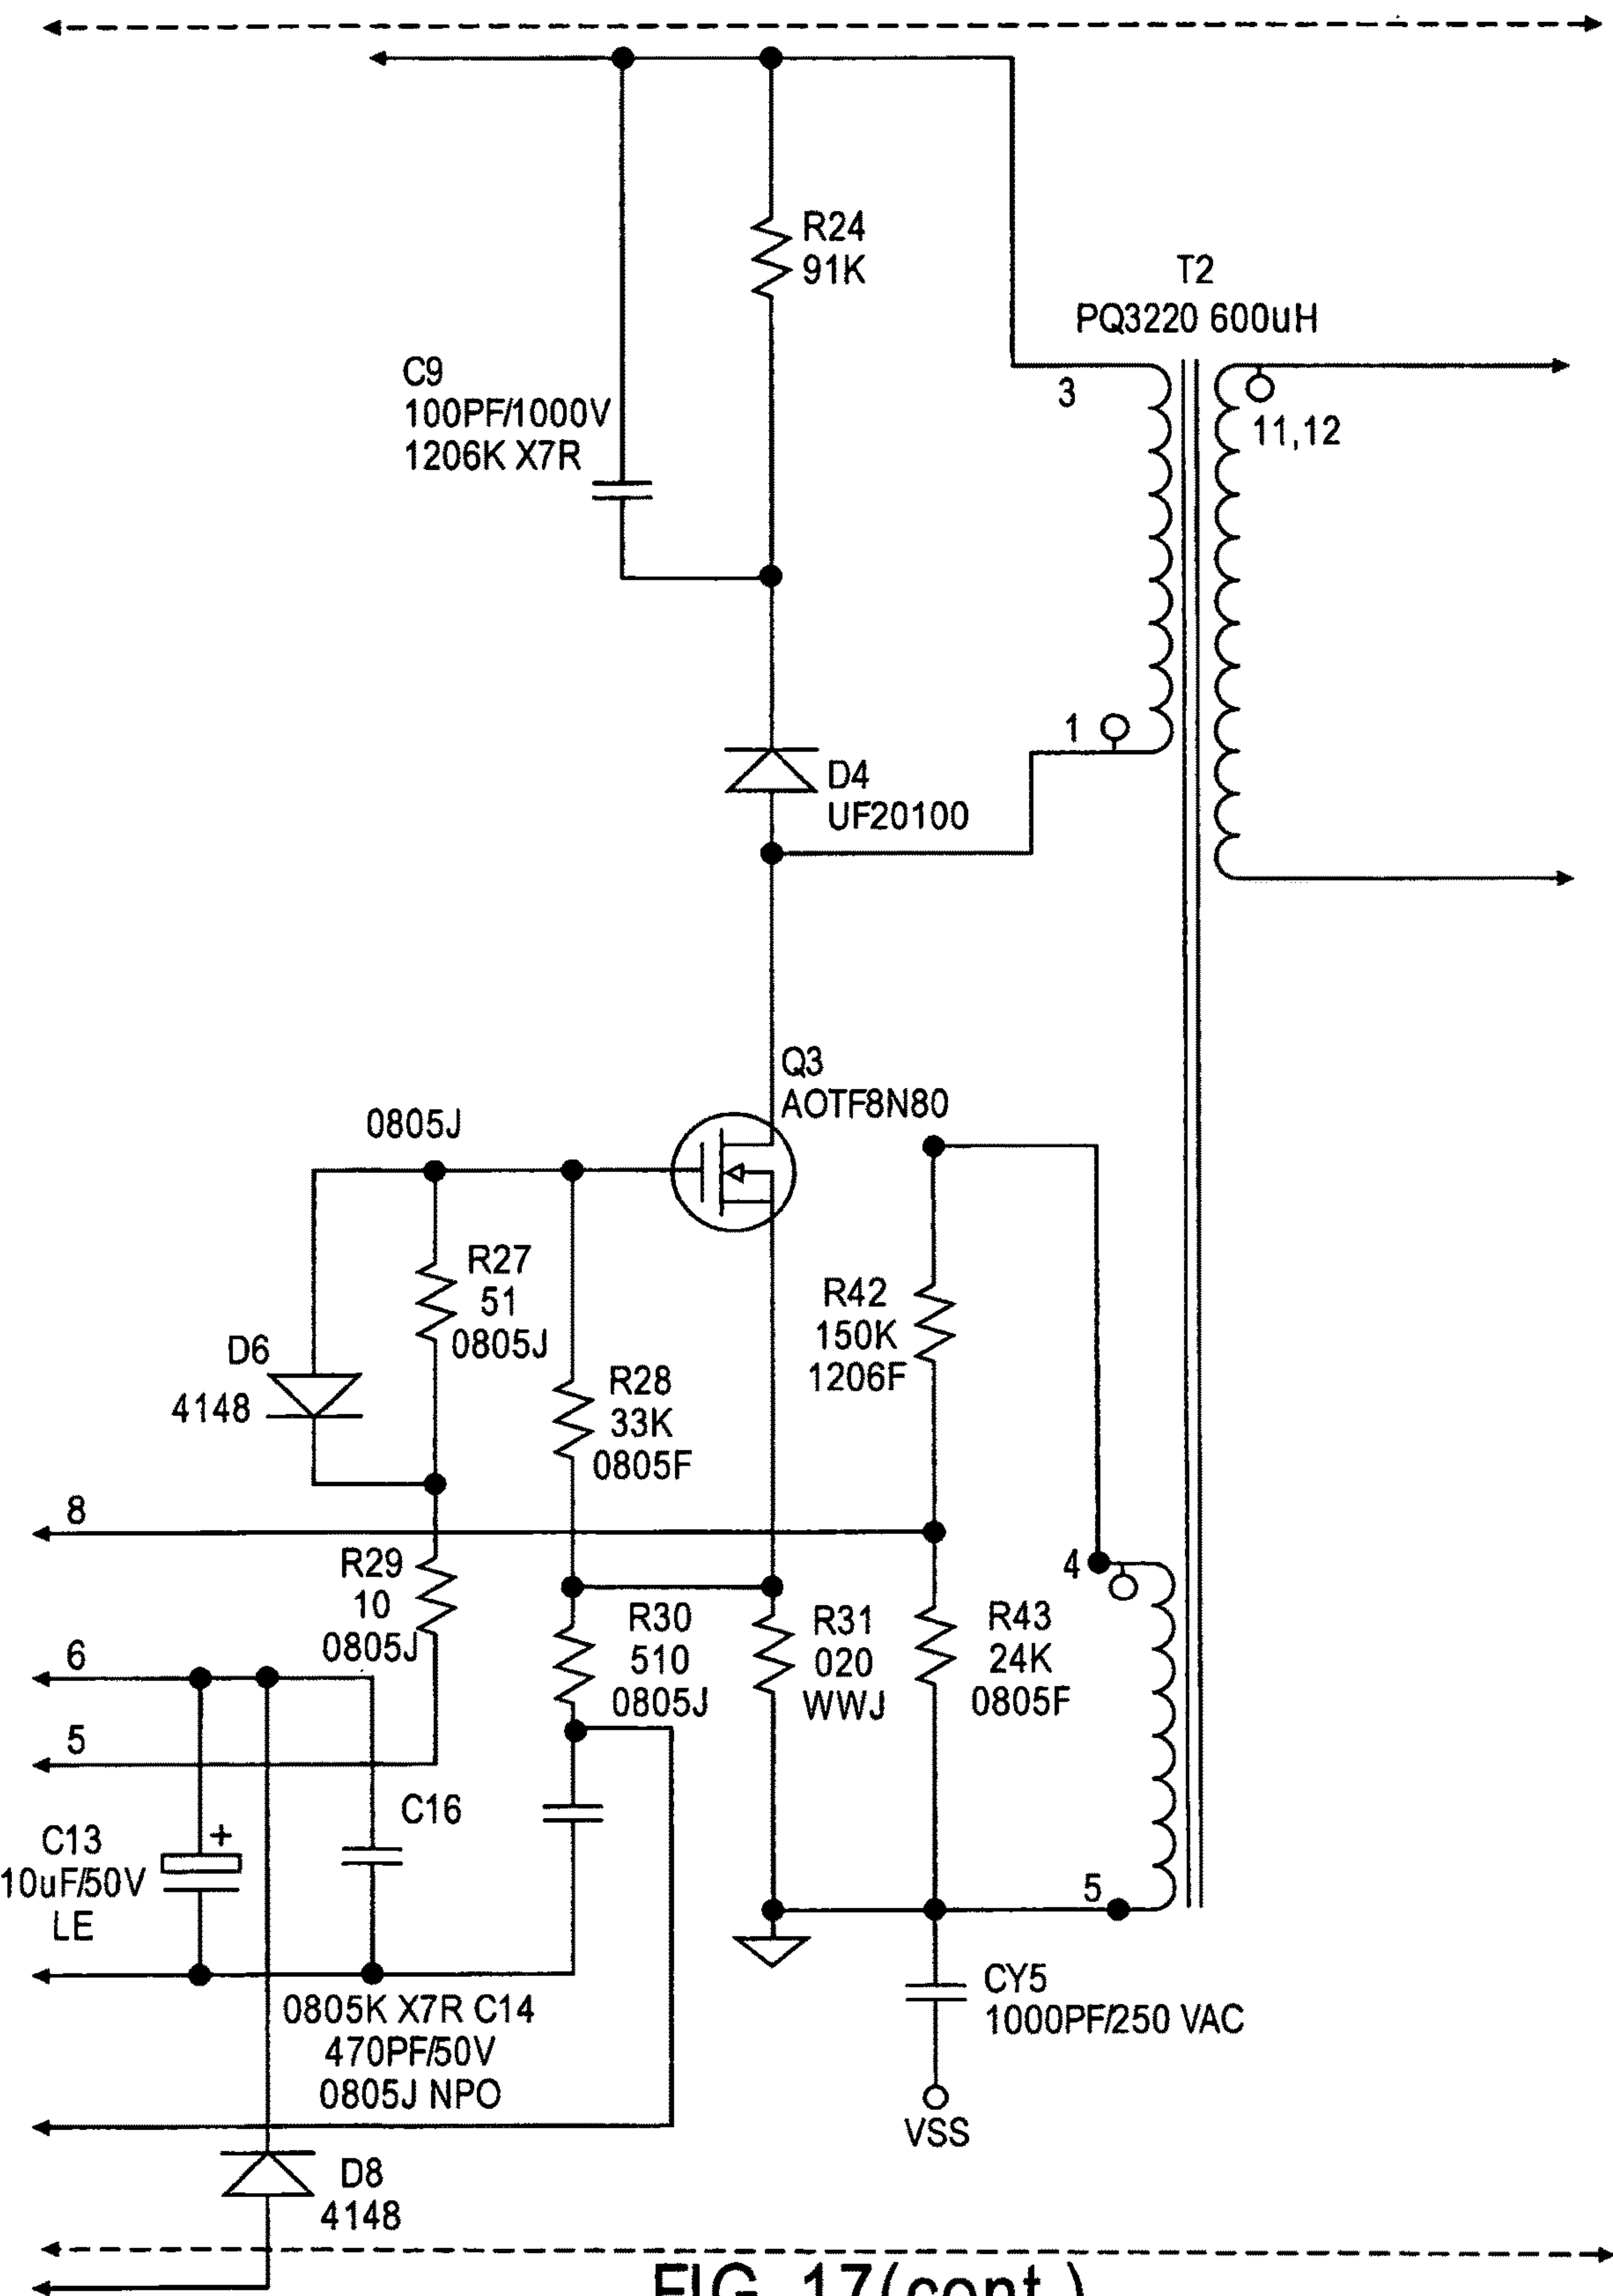 R24
91K
T2
PQ3220 600uH
C9
100PF/1000V
1206K X7R
3
11,12
1
D4
UF20100
Q3
AOTF8N80
0805J
R27
51
0805J
D6
4148
R28
33K
0805F
R42
150K
1206F
8
R29
10
0805J
4
R30
510
0805J
R31
020
WWJ
R43
24K
0805F
6
5
C16
C13
+
10uF/50V
LE
5
0805K X7R C14
470PF/50V
0805J NPO
CY5
1000PF/250 VAC
VSS
D8
4148
FIG. 17(cont.)